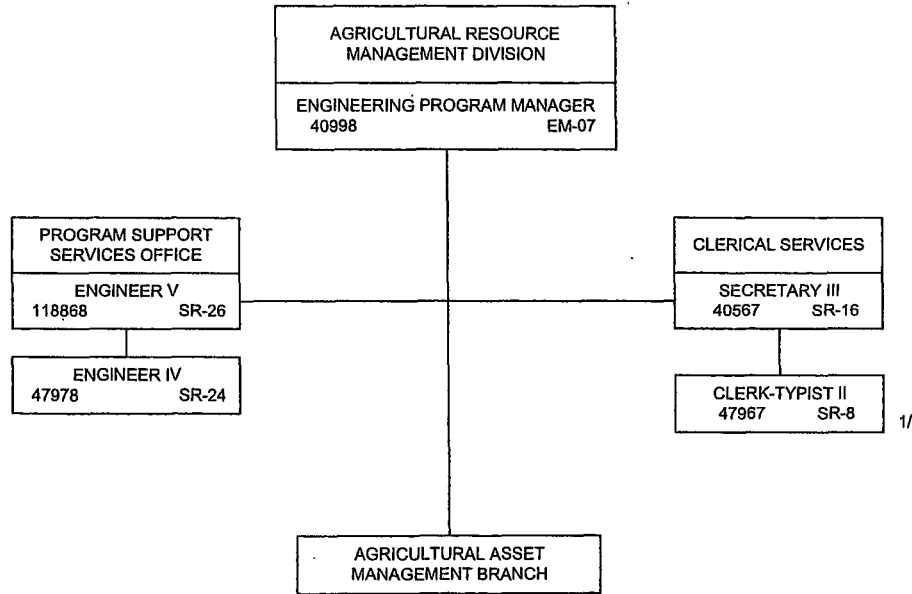 AGRICULTURAL RESOURCE
MANAGEMENT DIVISION
ENGINEERING PROGRAM MANAGER
40998 EM-07
PROGRAM SUPPORT
SERVICES OFFICE
ENGINEER V
118868 SR-26
ENGINEER IV
47978 SR-24
CLERICAL SERVICES
SECRETARY III
40567 SR-16
CLERK-TYPIST II
47967 SR-8
1/
AGRICULTURAL ASSET
MANAGEMENT BRANCH